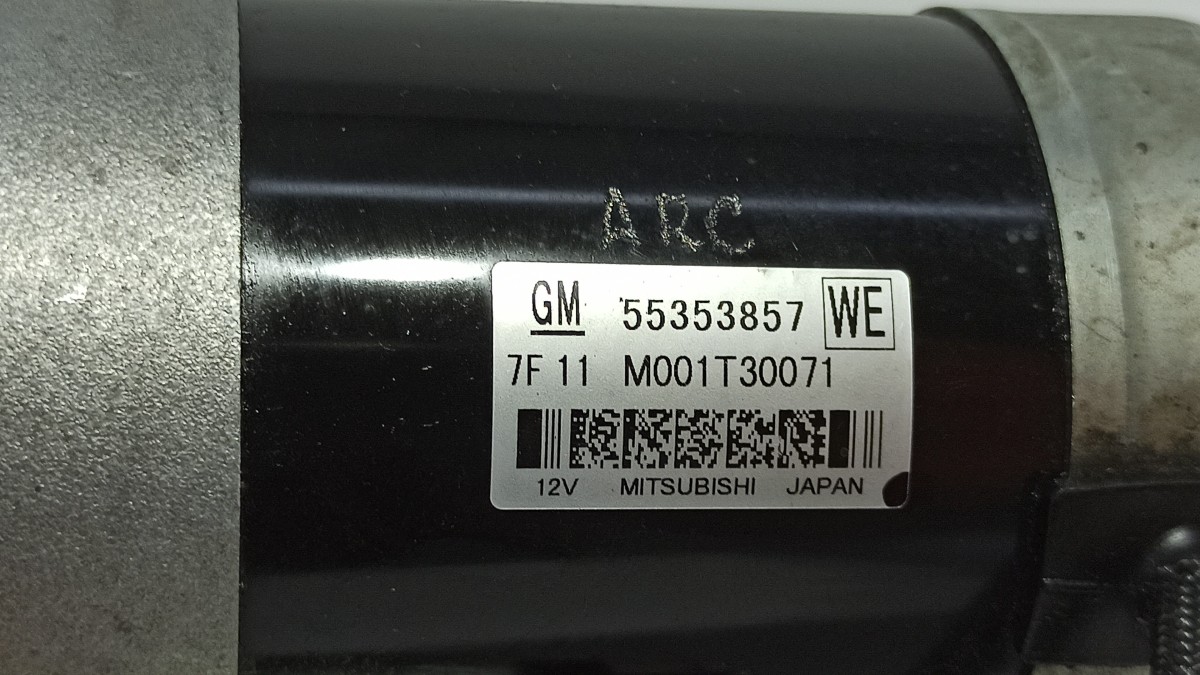 ARC
GM 55353857 WE
7F 11 M001T30071
12V MITSUBISHI JAPAN